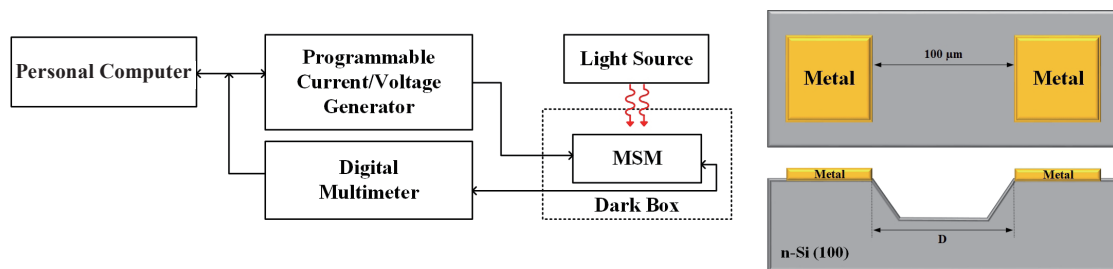 Personal Computer
Programmable
Current/Voltage
Generator
Digital
Multimeter
Light Source
MSM
Dark Box
100 µm
Metal
Metal
Metal
Metal
D
n-Si (100)